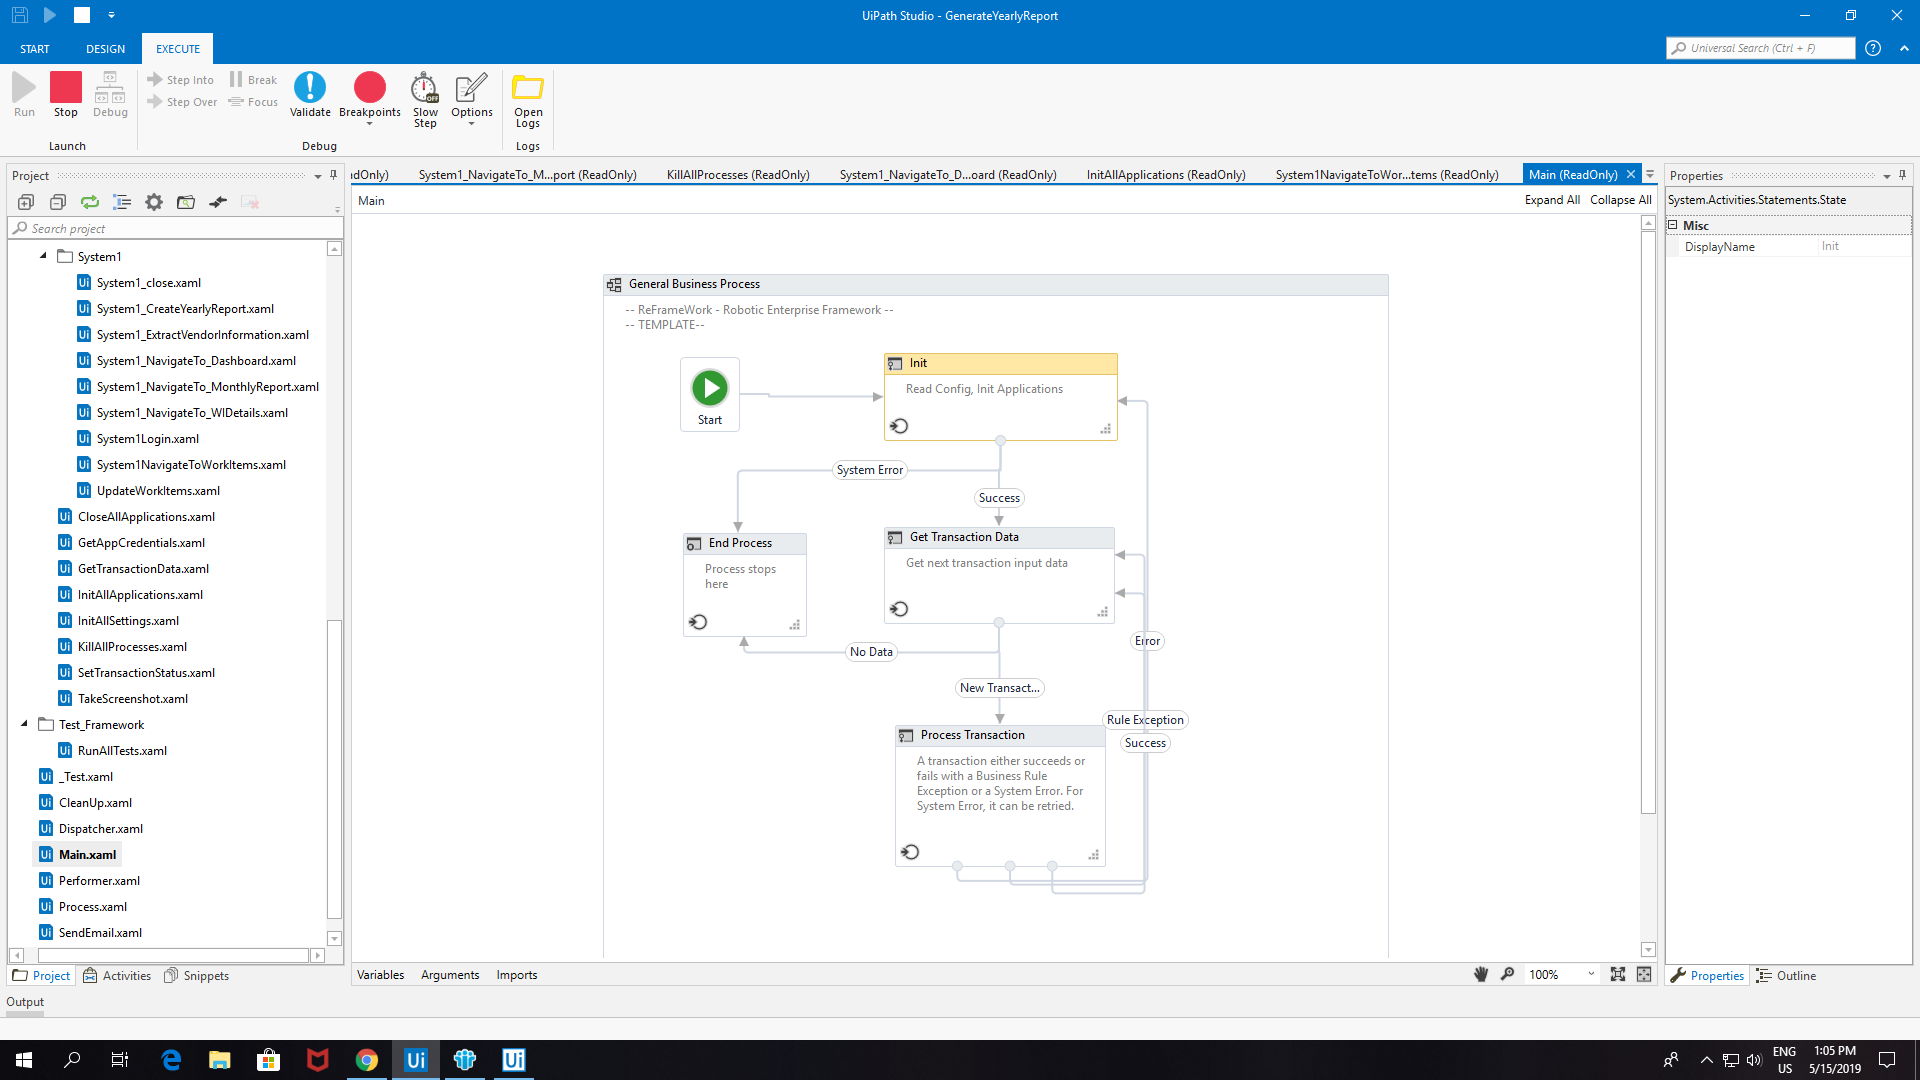 UiPath Studio - GenerateYearlyReport
START DESIGN EXECUTE
Universal Search (Ctrl + F)
Run Stop Debug
Step Into
Step Over
Break
Focus
Validate Breakpoints Slow Step Options
Open Logs
Launch Debug Logs
Project
Search project
System1
System1_close.xaml
System1_CreateYearlyReport.xaml
System1_ExtractVendorInformation.xaml
System1_NavigateTo_Dashboard.xaml
System1_NavigateTo_MonthlyReport.xaml
System1_NavigateTo_WIDetails.xaml
System1Login.xaml
System1NavigateToWorkItems.xaml
UpdateWorkItems.xaml
CloseAllApplications.xaml
GetAppCredentials.xaml
GetTransactionData.xaml
InitAllApplications.xaml
InitAllSettings.xaml
KillAllProcesses.xaml
SetTransactionStatus.xaml
TakeScreenshot.xaml
Test_Framework
RunAllTests.xaml
_Test.xaml
CleanUp.xaml
Dispatcher.xaml
Main.xaml
Performer.xaml
Process.xaml
SendEmail.xaml
Project Activities Snippets
Output
adOnly) System1_NavigateTo_M...port (ReadOnly) KillAllProcesses (ReadOnly) System1_NavigateTo_D...oard (ReadOnly) InitAllApplications (ReadOnly) System1NavigateToWor...tems (ReadOnly) Main (ReadOnly)
Main
Expand All Collapse All
General Business Process
-- ReFrameWork - Robotic Enterprise Framework --
-- TEMPLATE--
Start
Init
Read Config, Init Applications
System Error
Success
End Process
Process stops
here
Get Transaction Data
Get next transaction input data
No Data
Error
New Transact...
Rule Exception
Success
Process Transaction
A transaction either succeeds or
fails with a Business Rule
Exception or a System Error. For
System Error, it can be retried.
Variables Arguments Imports
100%
Properties
System.Activities.Statements.State
Misc
DisplayName Init
Properties Outline
Ui
Ui
ENG
US
1:05 PM
5/15/2019